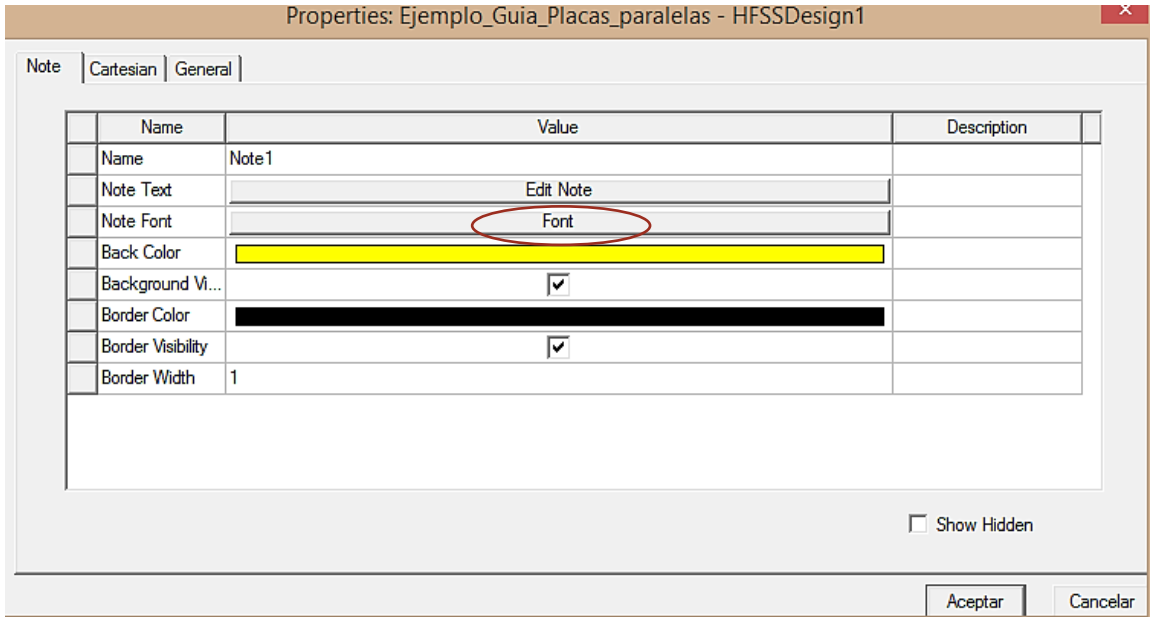 Properties: Ejemplo_Guia_Placas_paralelas - HFSSDesign1
Note Cartesian General
Name Value Description
Name Note1
Note Text Edit Note
Note Font Font
Back Color
Background Vi...
Border Color
Border Visibility
Border Width 1
Show Hidden
Aceptar Cancelar